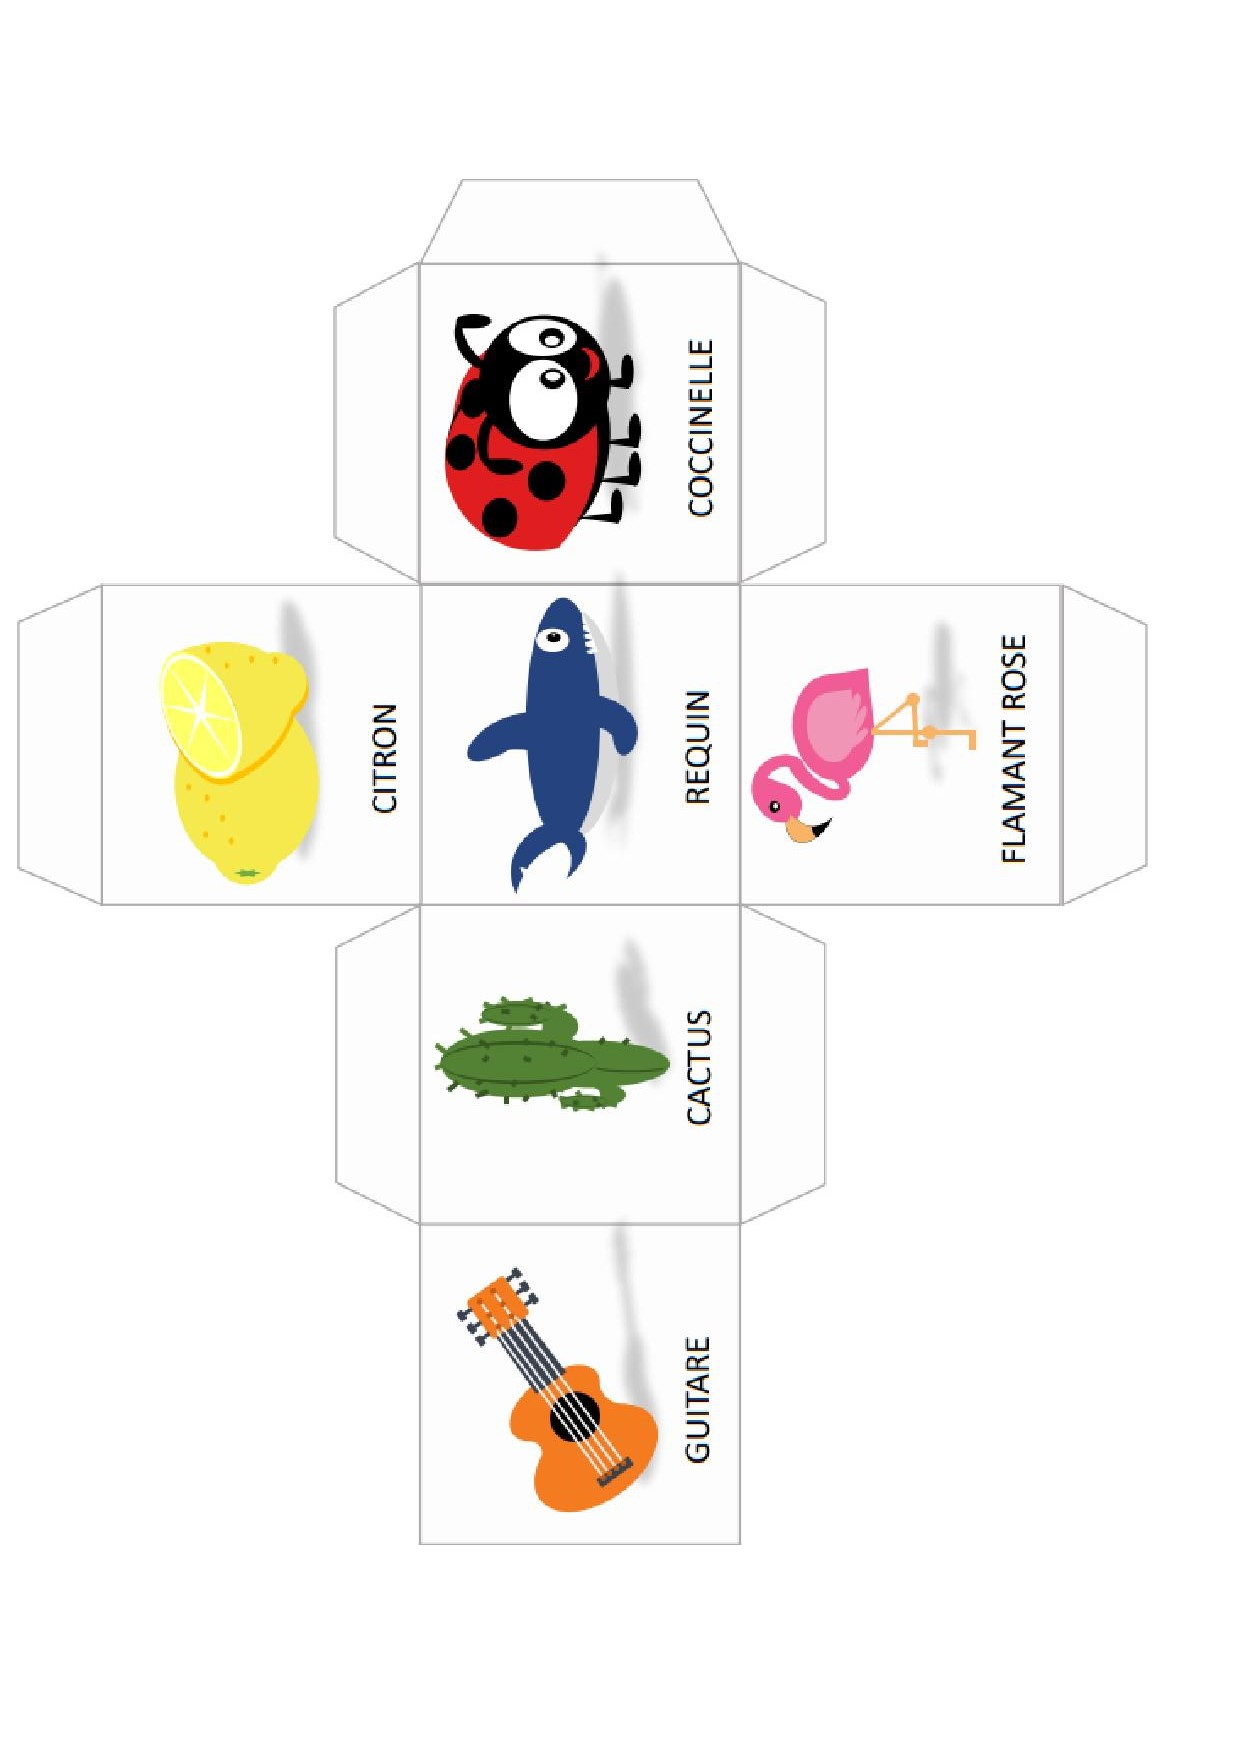 COCCINELLE
CITRON
REQUIN
FLAMANT ROSE
CACTUS
GUITARE